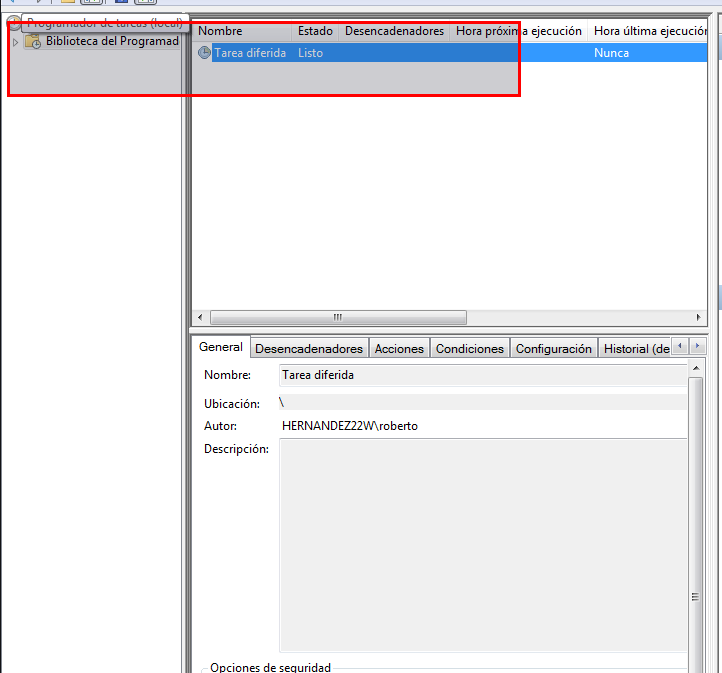 Programador de tareas (local)
Biblioteca del Programad
Nombre Estado Desencadenadores Hora próxima ejecución Hora última ejecución
Tarea diferida Listo Nunca
General Desencadenadores Acciones Condiciones Configuración Historial (de
Nombre: Tarea diferida
Ubicación: \
Autor: HERNANDEZ22W\roberto
Descripción:
Opciones de seguridad